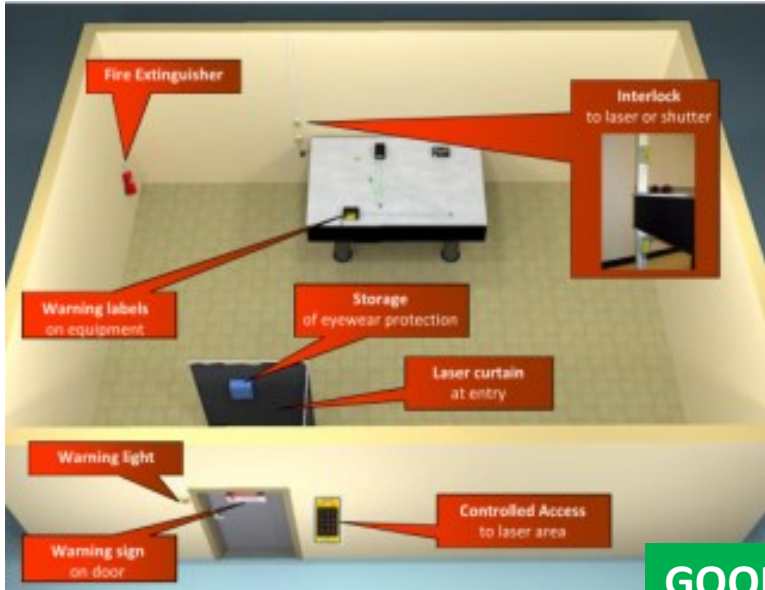 Fire Extinguisher
Interlock
to laser or shutter
Warning labels
on equipment
Storage
of eyewear protection
Laser curtain
at entry
Warning light
Warning sign
on door
Controlled Access
to laser area